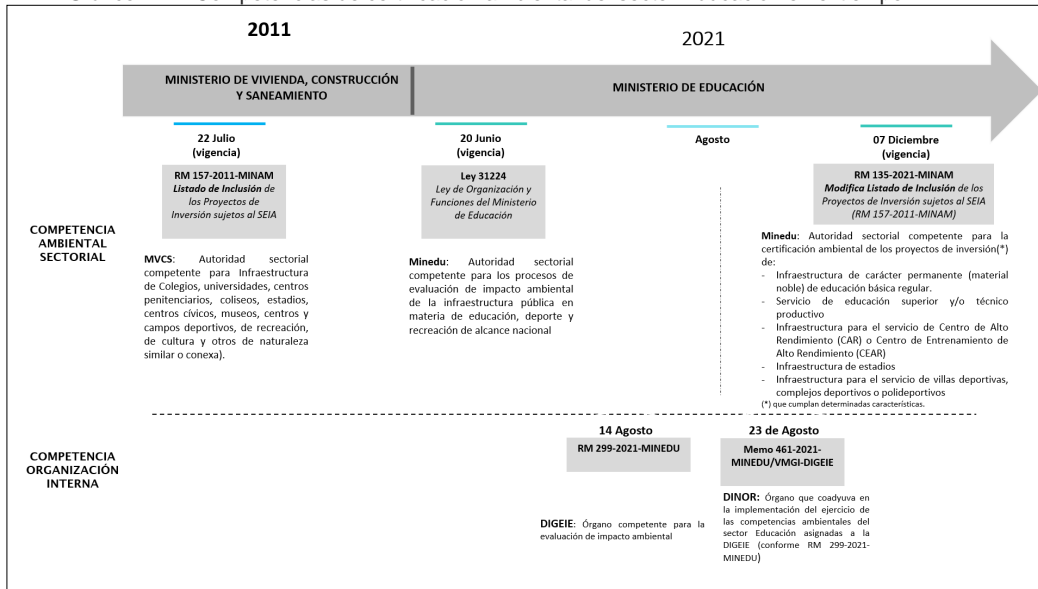 2011
2021
MINISTERIO DE VIVIENDA, CONSTRUCCIÓN
Y SANEAMIENTO
MINISTERIO DE EDUCACIÓN
22 Julio
(vigencia)
20 Junio
(vigencia)
Agosto
07 Diciembre
(vigencia)
RM 157-2011-MINAM
Listado de Inclusión de
los Proyectos de
Inversión sujetos al SEIA
Ley 31224
Ley de Organización y
Funciones del Ministerio
de Educación
RM 135-2021-MINAM
Modifica Listado de Inclusión de los
Proyectos de Inversión sujetos al SEIA
(RM 157-2011-MINAM)
COMPETENCIA
AMBIENTAL
SECTORIAL
MVCS: Autoridad sectorial
competente para Infraestructura
de Colegios, universidades, centros
penitenciarios, coliseos, estadios,
centros cívicos, museos, centros y
campos deportivos, de recreación,
de cultura y otros de naturaleza
similar o conexa).
Minedu: Autoridad sectorial
competente para los procesos de
evaluación de impacto ambiental
de la infraestructura pública en
materia de educación, deporte y
recreación de alcance nacional
Minedu: Autoridad sectorial competente para la
certificación ambiental de los proyectos de inversión(*)
de:
- Infraestructura de carácter permanente (material
noble) de educación básica regular.
- Servicio de educación superior y/o técnico
productivo
- Infraestructura para el servicio de Centro de Alto
Rendimiento (CAR) o Centro de Entrenamiento de
Alto Rendimiento (CEAR)
- Infraestructura de estadios
- Infraestructura para el servicio de villas deportivas,
complejos deportivos o polideportivos
(*) que cumplan determinadas características.
COMPETENCIA
ORGANIZACIÓN
INTERNA
14 Agosto
RM 299-2021-MINEDU
23 de Agosto
Memo 461-2021-
MINEDU/VMGI-DIGEIE
DIGEIE: Órgano competente para la
evaluación de impacto ambiental
DINOR: Órgano que coadyuva en
la implementación del ejercicio de
las competencias ambientales del
sector Educación asignadas a la
DIGEIE (conforme RM 299-2021-
MINEDU)